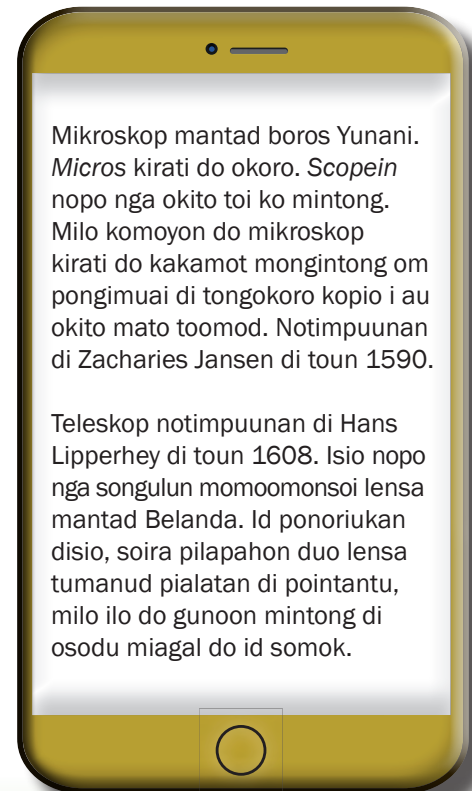 Mikroskop mantad boros Yunani.
Micros kirati do okoro. Scopein
nopo nga okito toi ko mintong.
Milo komoyon do mikroskop
kirati do kakamot mongintong om
pongimuai di tongokoro kopio i au
okito mato toomod. Notimpuunan
di Zacharies Jansen di toun 1590.

Teleskop notimpuunan di Hans
Lipperhey di toun 1608. Isio nopo
nga songulun momoomonsoi lensa
mantad Belanda. Id ponoriukan
disio, soira pilapahon duo lensa
tumanud pialatan di pointantu,
milo ilo do gunoon mintong di
osodu miagal do id somok.